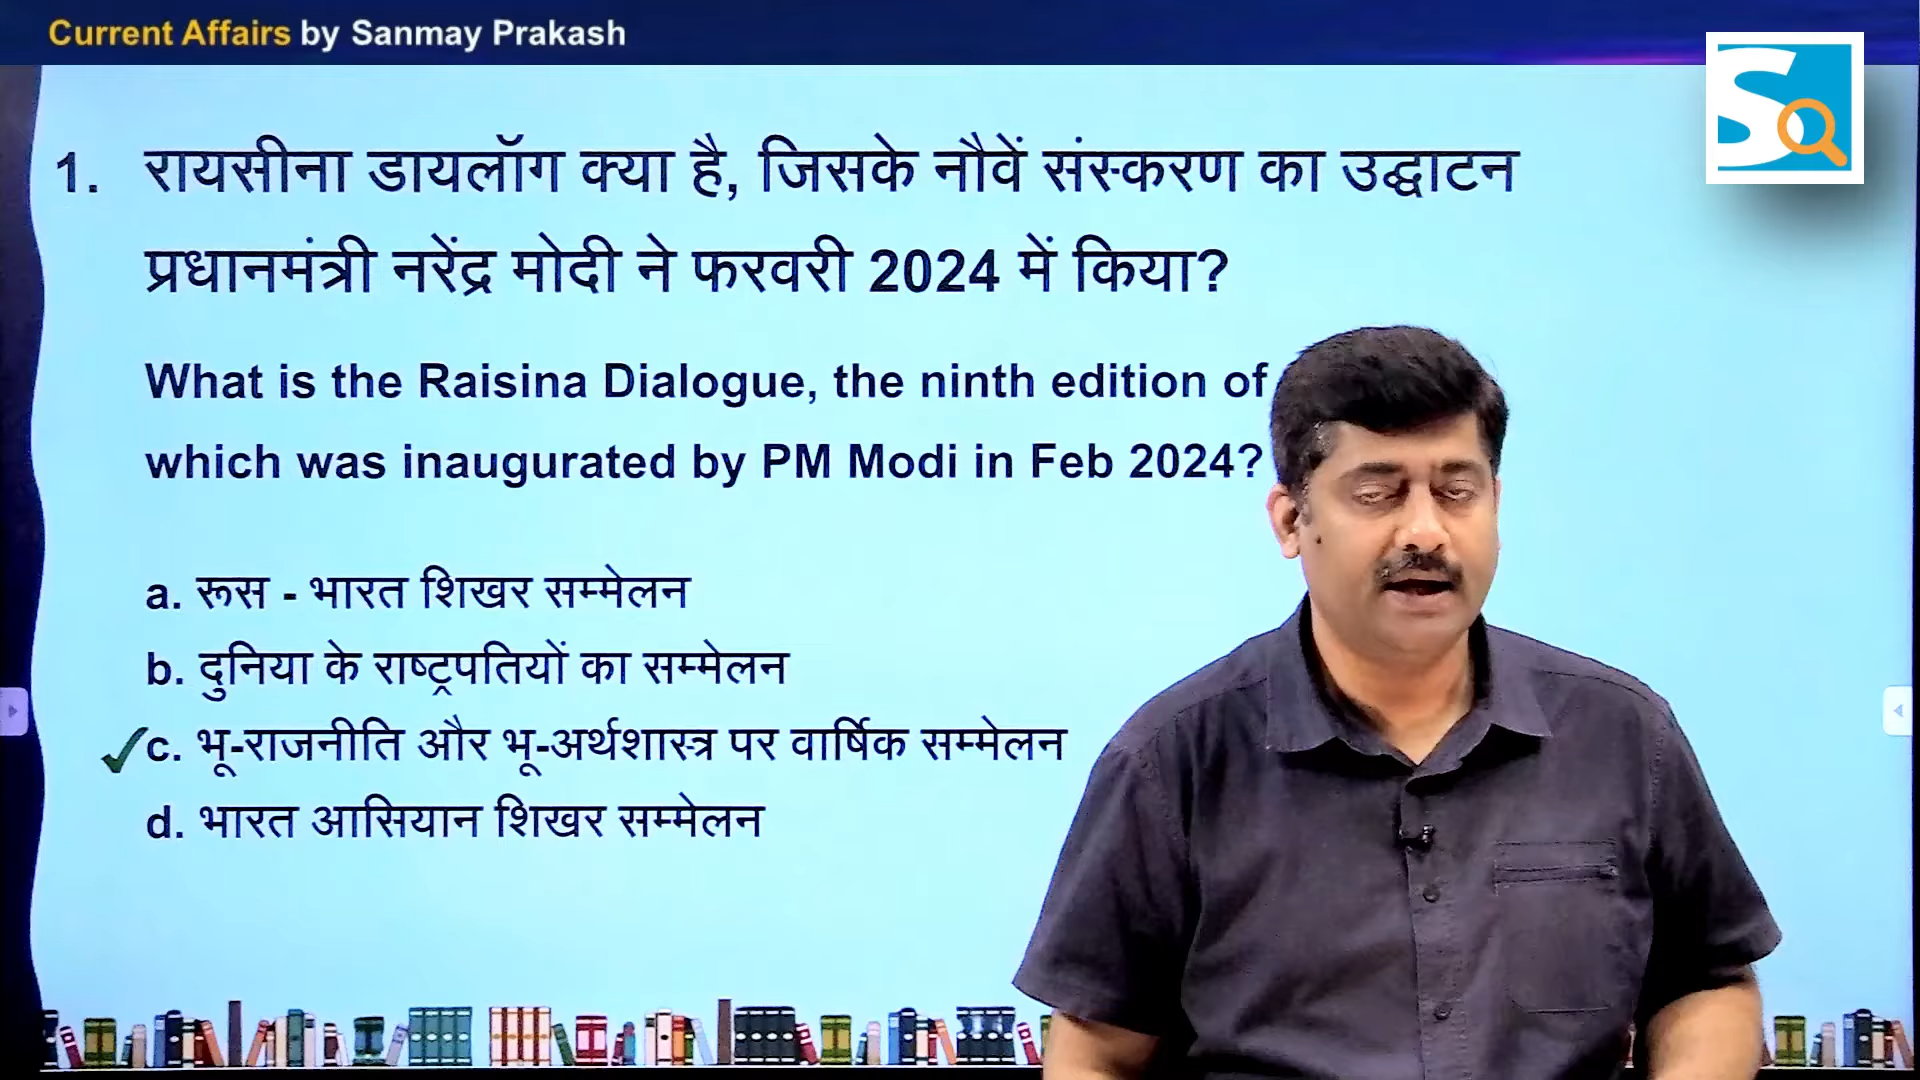 Current Affairs by Sanmay Prakash
SQ
1. रायसीना डायलॉग क्या है, जिसके नौवें संस्करण का उद्घाटन
प्रधानमंत्री नरेंद्र मोदी ने फरवरी 2024 में किया?
What is the Raisina Dialogue, the ninth edition of
which was inaugurated by PM Modi in Feb 2024?
a. रूस - भारत शिखर सम्मेलन
b. दुनिया के राष्ट्रपतियों का सम्मेलन
✓c. भू-राजनीति और भू-अर्थशास्त्र पर वार्षिक सम्मेलन
d. भारत आसियान शिखर सम्मेलन